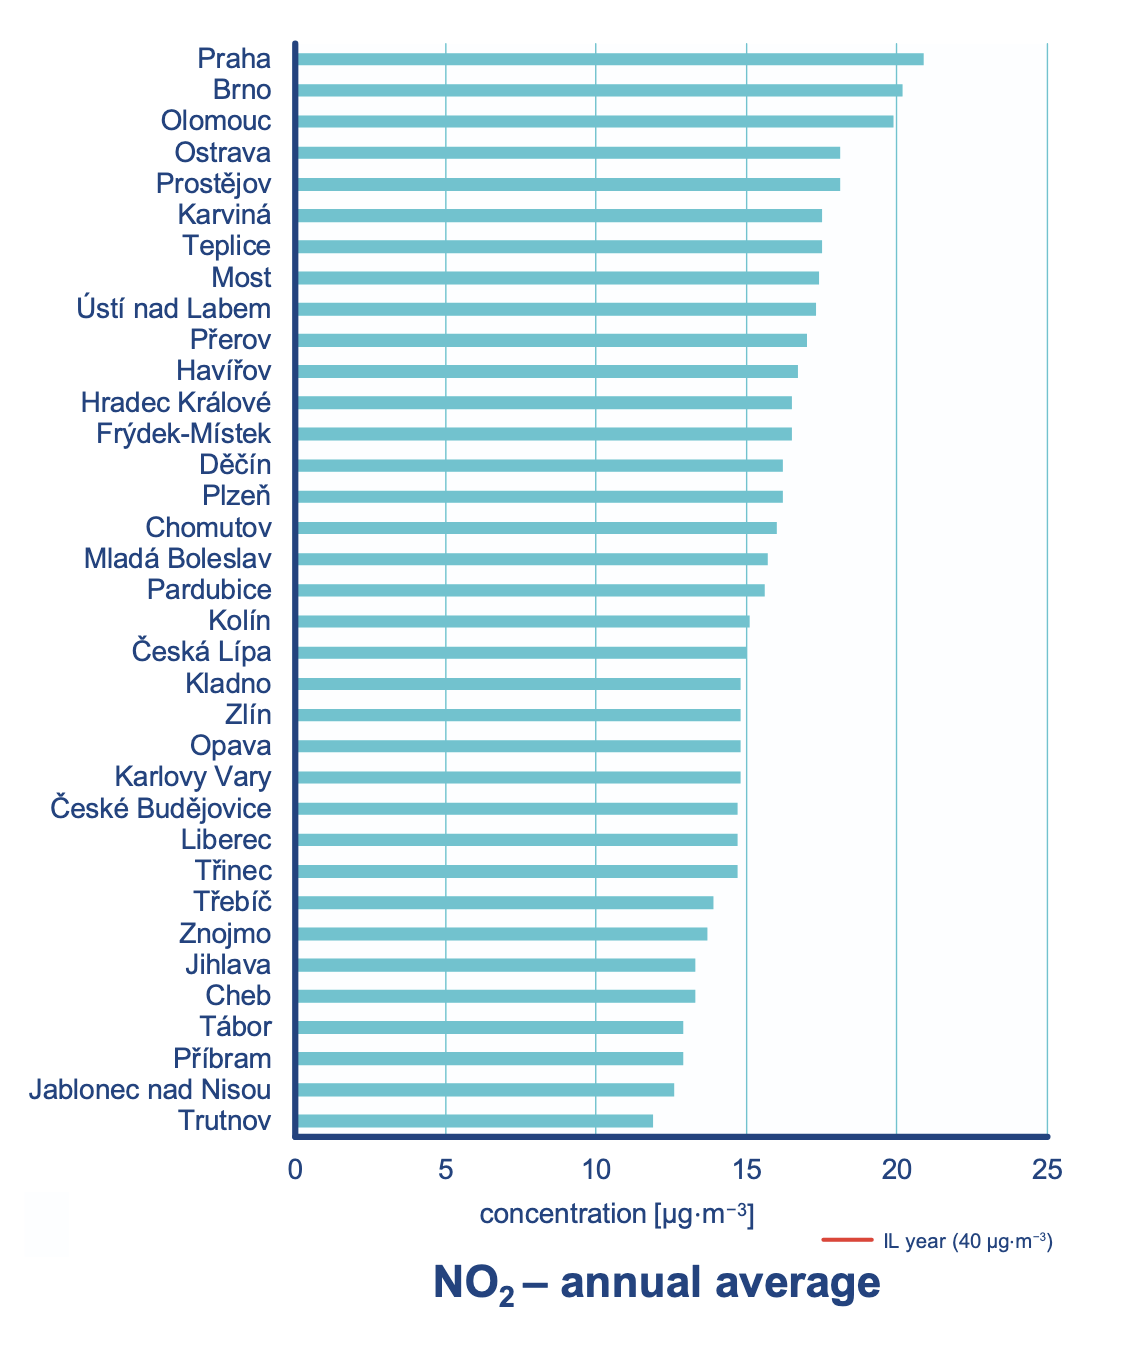 Praha
Brno
Olomouc
Ostrava
Prostějov
Karviná
Teplice
Most
Ústí nad Labem
Přerov
Havířov
Hradec Králové
Frýdek-Místek
Děčín
Plzeň
Chomutov
Mladá Boleslav
Pardubice
Kolín
Česká Lípa
Kladno
Zlín
Opava
Karlovy Vary
České Budějovice
Liberec
Třinec
Třebíč
Znojmo
Jihlava
Cheb
Tábor
Příbram
Jablonec nad Nisou
Trutnov
0 5 10 15 20 25
concentration [µg·m⁻³]
IL year (40 µg·m⁻³)
NO₂ – annual average